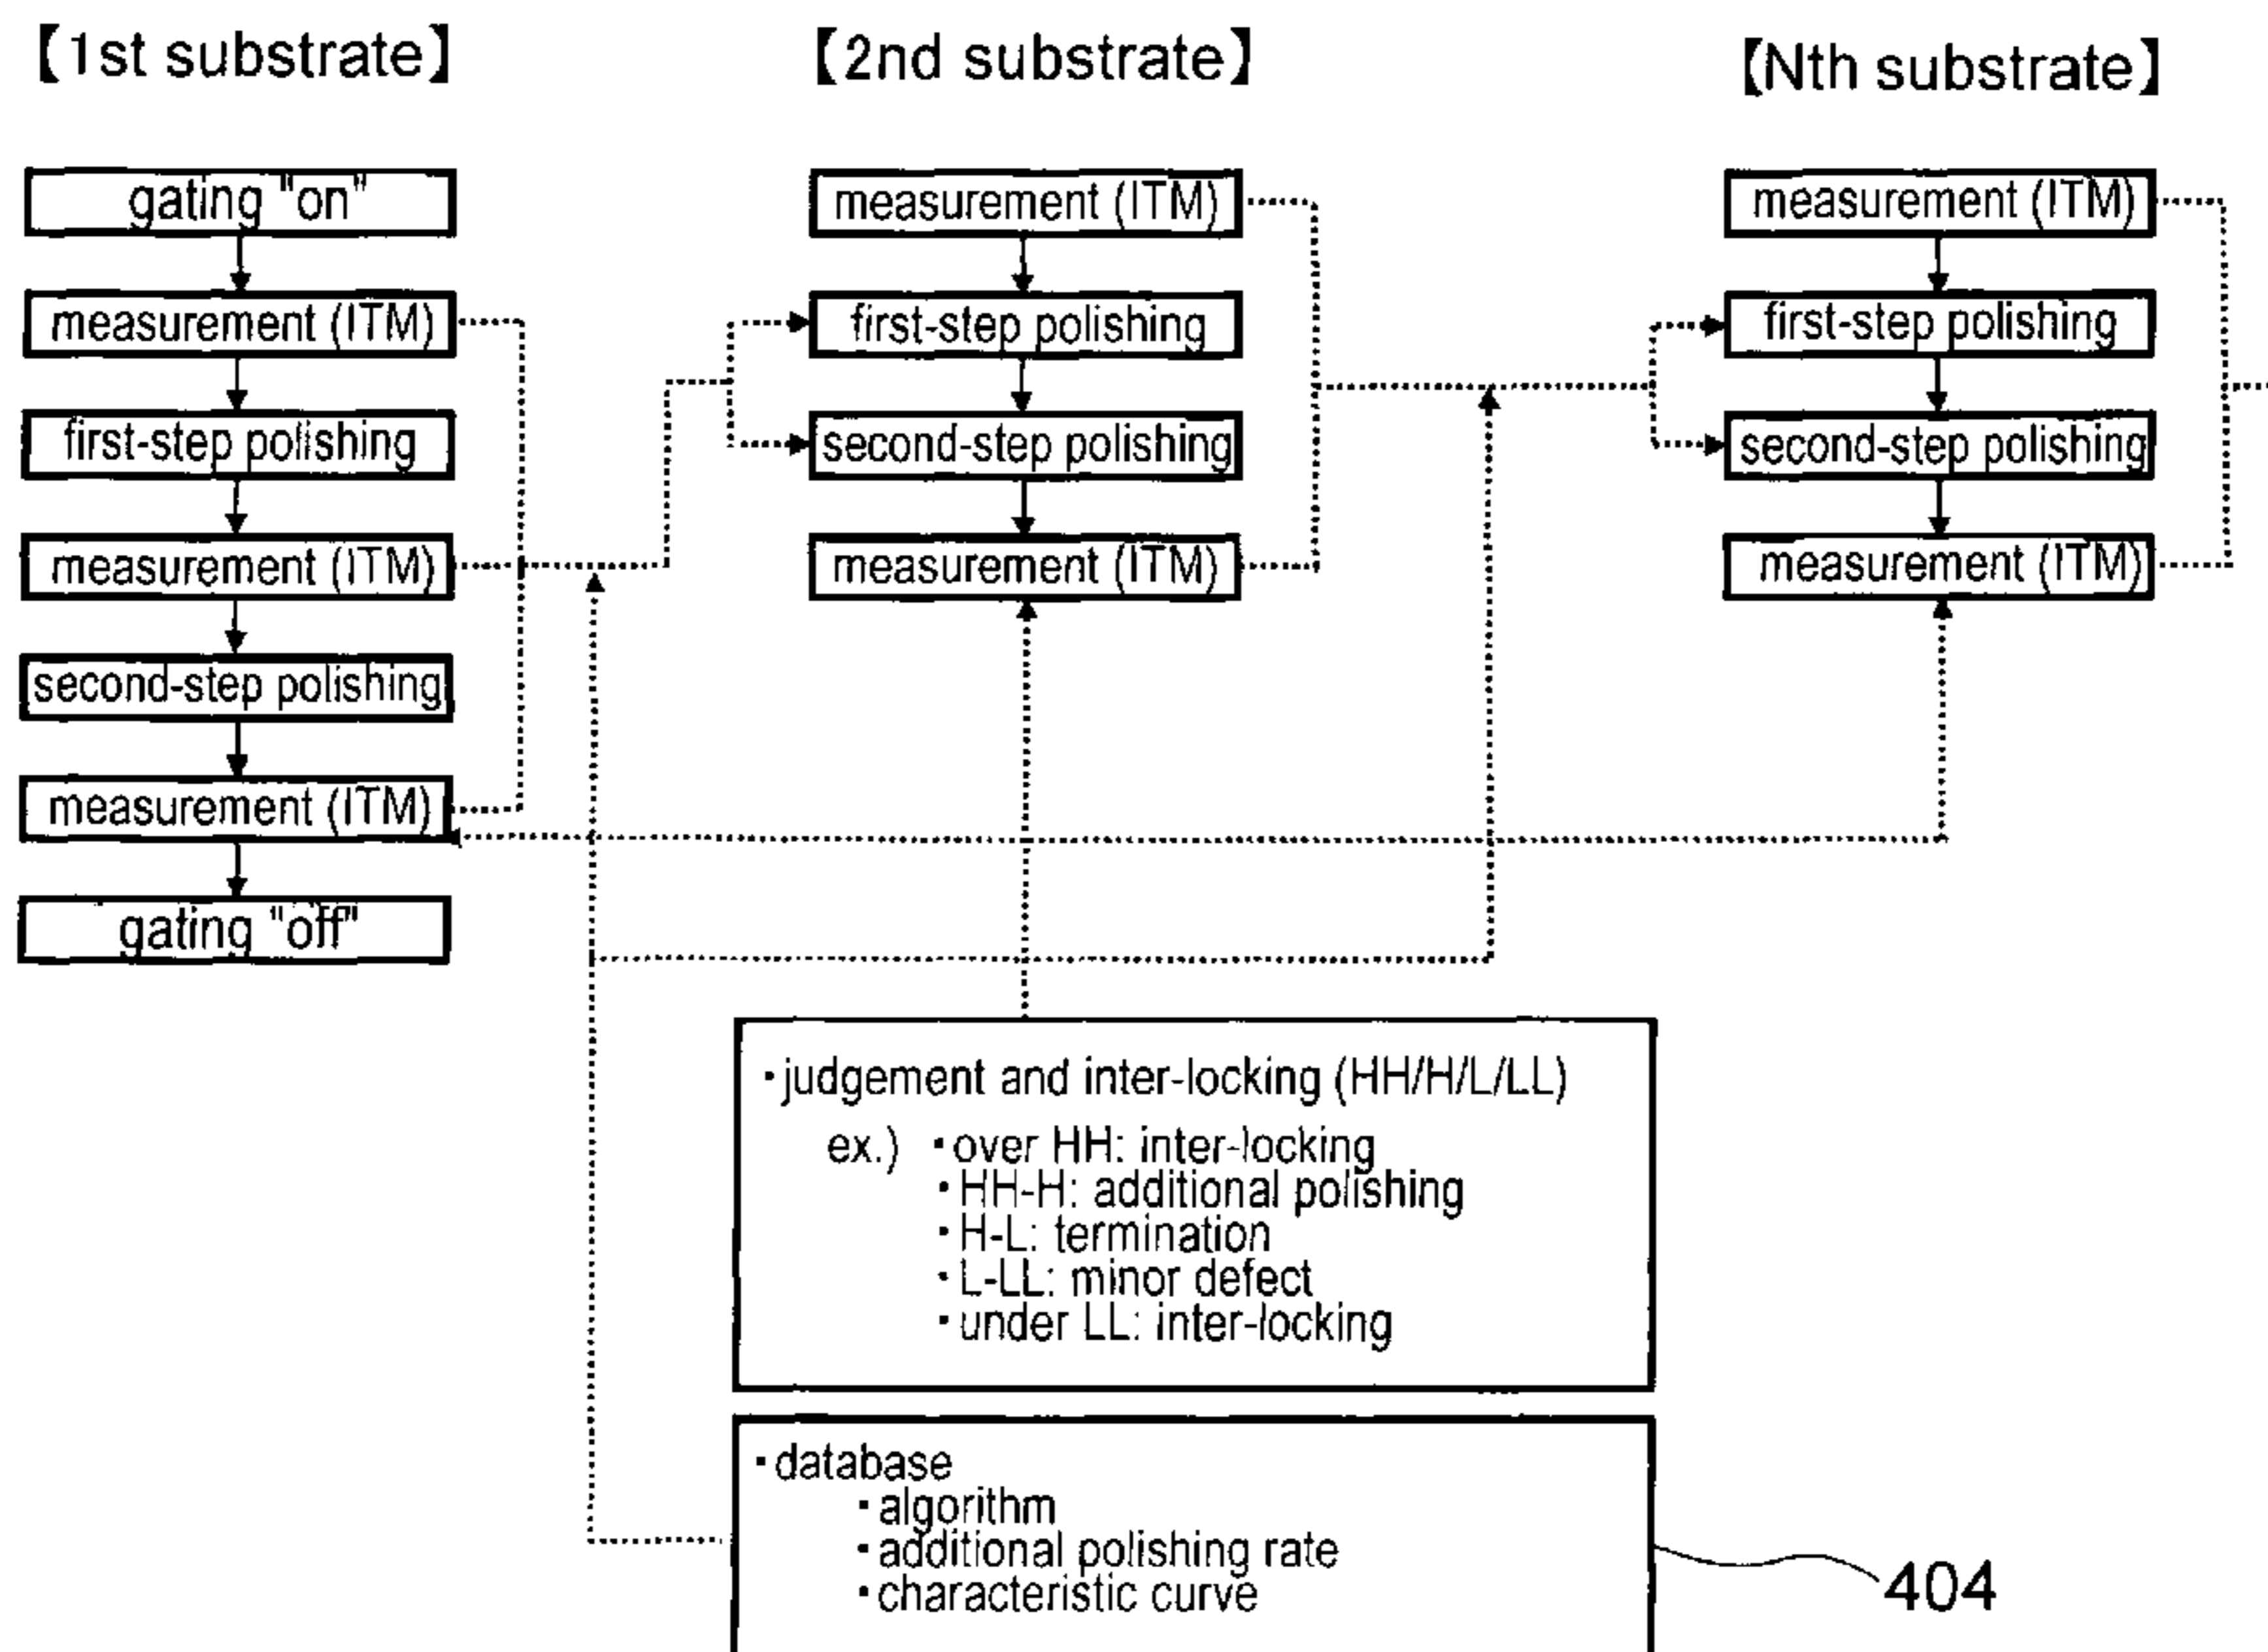 【1st substrate】
gating "on"
measurement (ITM)
first-step polishing
measurement (ITM)
second-step polishing
measurement (ITM)
gating "off"
【2nd substrate】
measurement (ITM)
first-step polishing
second-step polishing
measurement (ITM)
【Nth substrate】
measurement (ITM)
first-step polishing
second-step polishing
measurement (ITM)
・judgement and inter-locking (HH/H/L/LL)
ex.) ・over HH: inter-locking
・HH-H: additional polishing
・H-L: termination
・L-LL: minor defect
・under LL: inter-locking
・database
・algorithm
・additional polishing rate
・characteristic curve
404